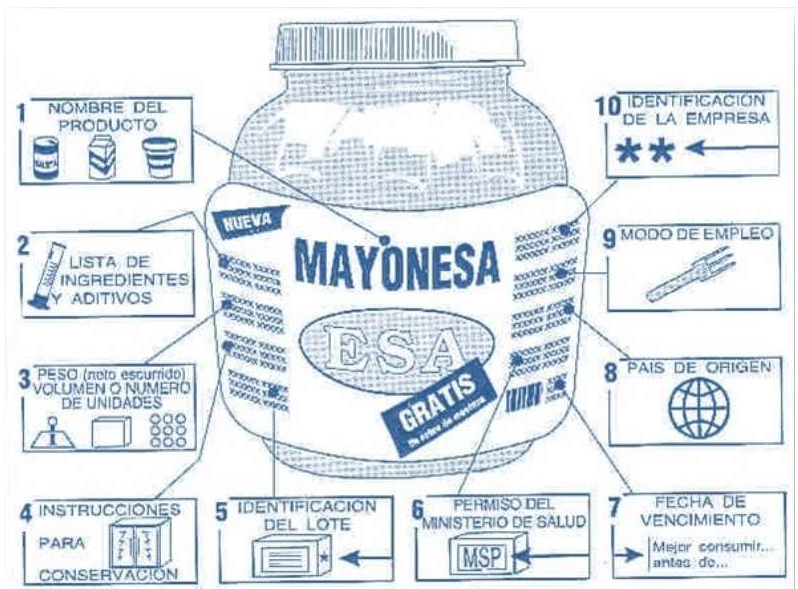 1 NOMBRE DEL
PRODUCTO
2 LISTA DE
INGREDIENTES
Y ADITIVOS
3 PESO (neto escurrido)
VOLUMEN O NUMERO
DE UNIDADES
4 INSTRUCCIONES
PARA
CONSERVACIÓN
5 IDENTIFICACION
DEL LOTE
*
6 PERMISO DEL
MINISTERIO DE SALUD
MSP
7 FECHA DE
VENCIMIENTO
Mejor consumir...
antes de...
8 PAIS DE ORIGEN
9 MODO DE EMPLEO
10 IDENTIFICACION
DE LA EMPRESA
**
NUEVA
MAYONESA
ESA
GRATIS